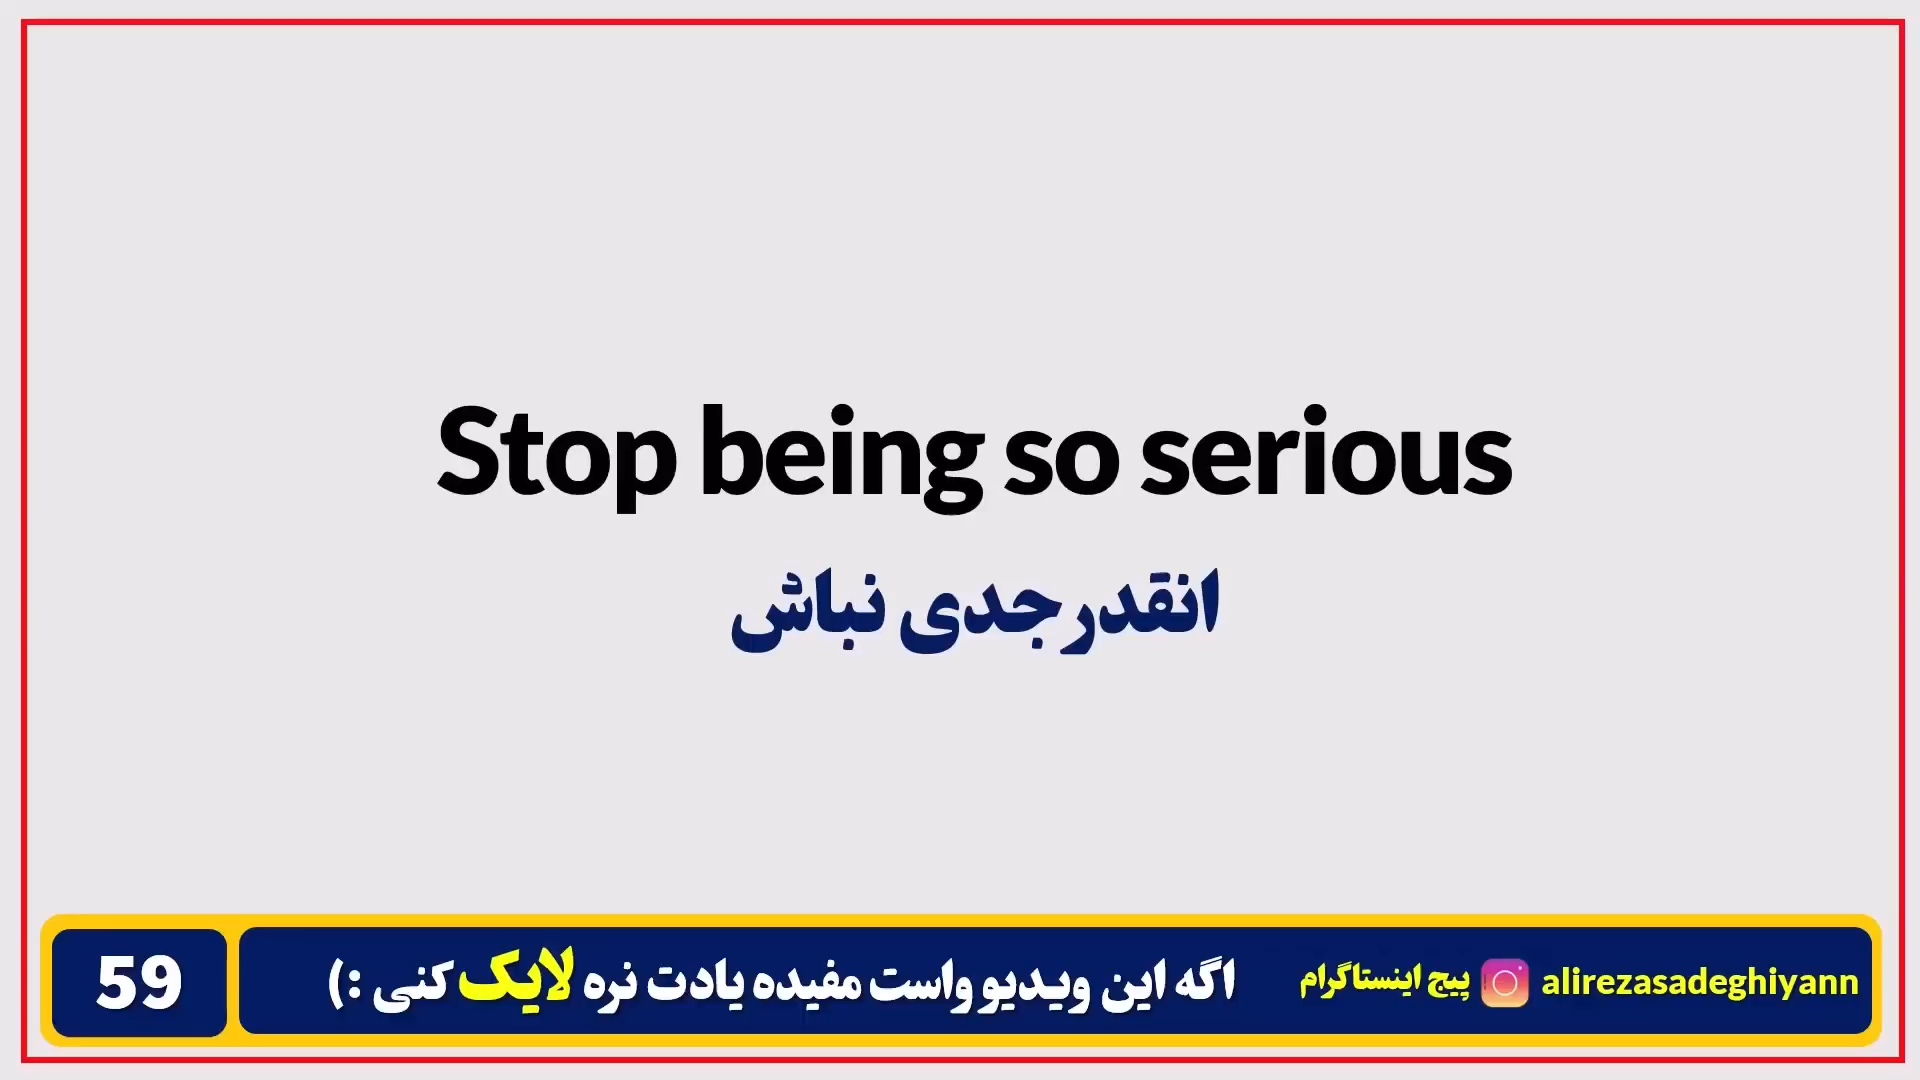 Stop being so serious
انقدر جدی نباش
59
اگه این ویدیو واست مفیده یادت نره لایک کنی :)
پیج اینستاگرام
alirezasadeghiyann